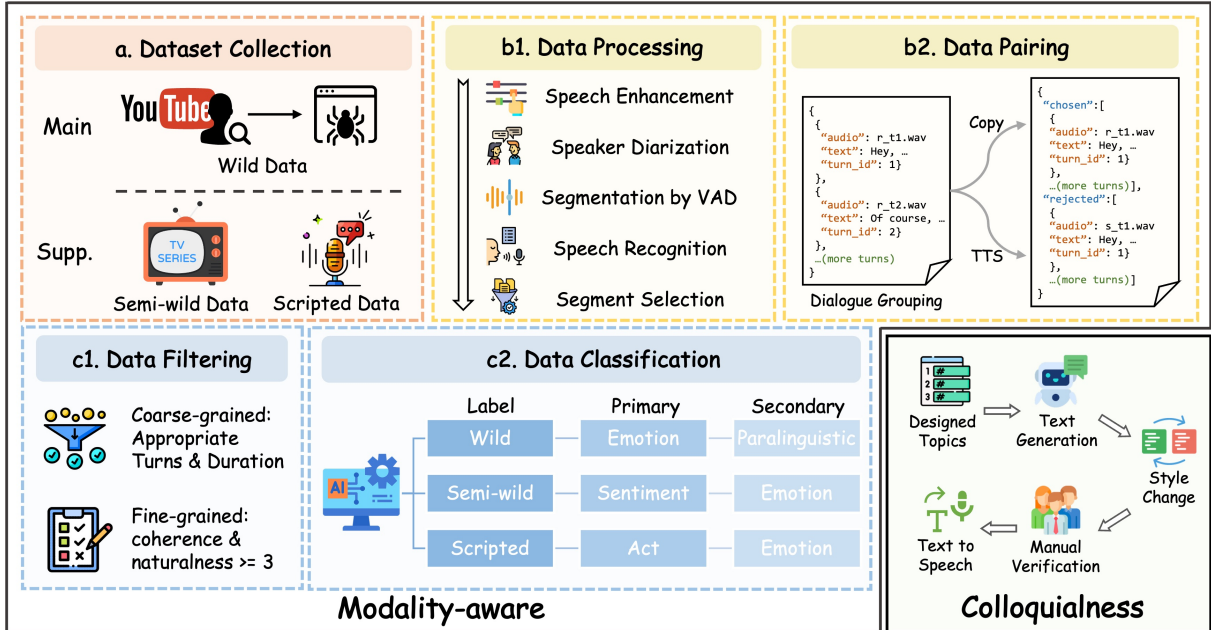 a. Dataset Collection
Main
YouTube
Wild Data
Supp.
TV
SERIES
Semi-wild Data
Scripted Data
b1. Data Processing
Speech Enhancement
Speaker Diarization
Segmentation by VAD
Speech Recognition
Segment Selection
b2. Data Pairing
{
{
"audio": r_t1.wav
"text": Hey, …
"turn_id": 1}
},
{
"audio": r_t2.wav
"text": Of course, …
"turn_id": 2}
},
…(more turns)
}
Dialogue Grouping
Copy
TTS
{
"chosen":[
{
"audio": r_t1.wav
"text": Hey, …
"turn_id": 1}
},
…(more turns)],
"rejected":[
{
"audio": s_t1.wav
"text": Hey, …
"turn_id": 1}
},
…(more turns)]
}
c1. Data Filtering
Coarse-grained:
Appropriate
Turns & Duration
Fine-grained:
coherence &
naturalness >= 3
c2. Data Classification
Label Primary Secondary
AI
Wild Emotion Paralinguistic
Semi-wild Sentiment Emotion
Scripted Act Emotion
Modality-aware
1 #
2 #
3 #
Designed
Topics
Text
Generation
Style
Change
Manual
Verification
T
Text to
Speech
Colloquialness